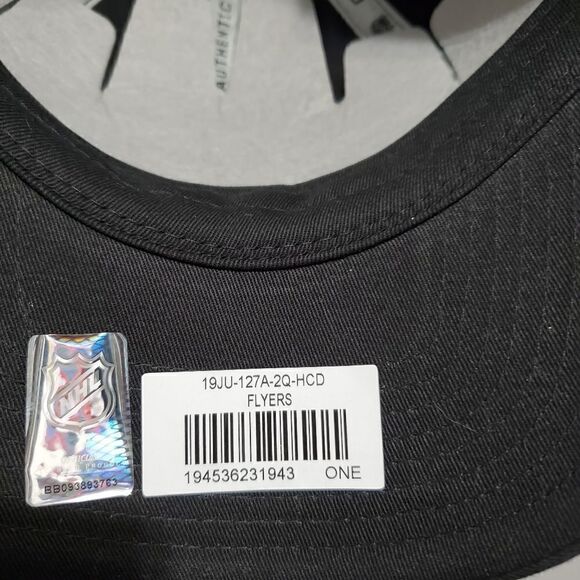 AUTHENTIC
NHL
BB093893763
19JU-127A-2Q-HCD
FLYERS
194536231943 ONE